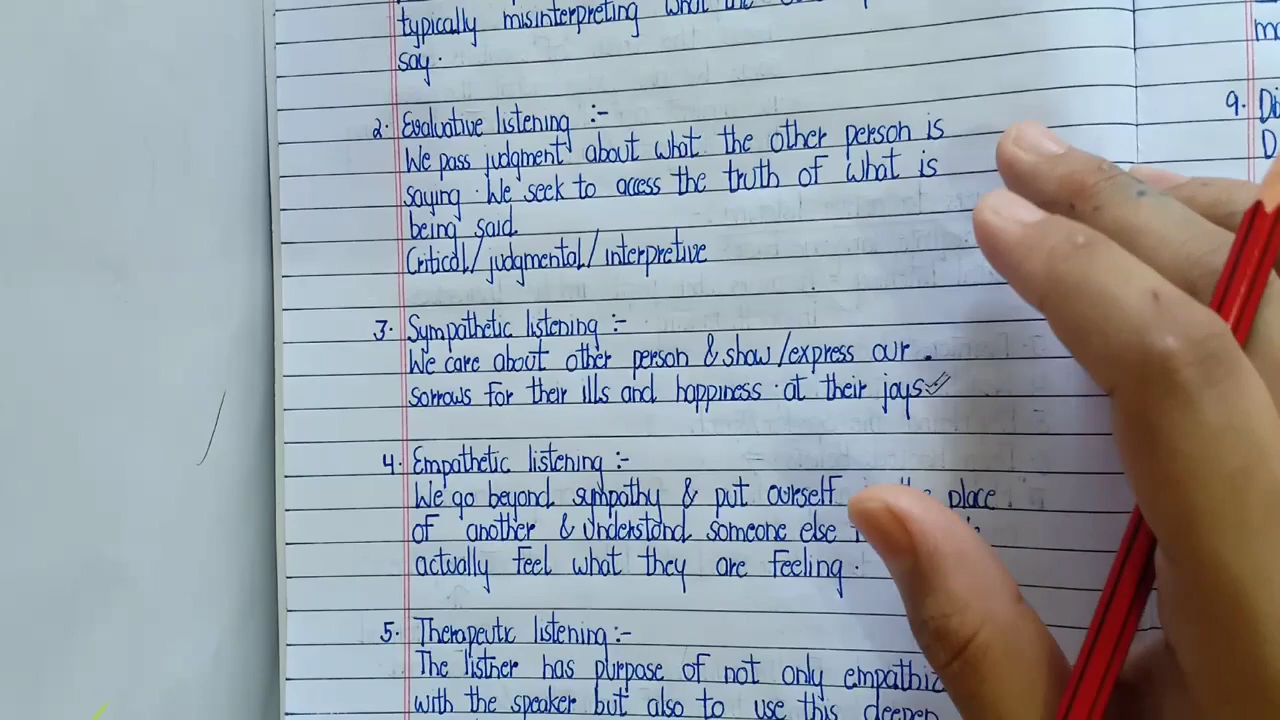 typically misinterpreting what the
say.
2. Evaluative listening :-
We pass judgment about what the other person is
saying. We seek to access the truth of what is
being said
Critical/judgmental/interpretive
3. Sympathetic listening :-
We care about other person & show/express our.
sorrows for their ills and happiness at their joys
4. Empathetic listening :-
We go beyond sympathy & put ourself place
of another & understand someone else
actually feel what they are feeling.
5. Therapeutic listening:-
The listner has purpose of not only
with the speaker but also to use this deeper
9.